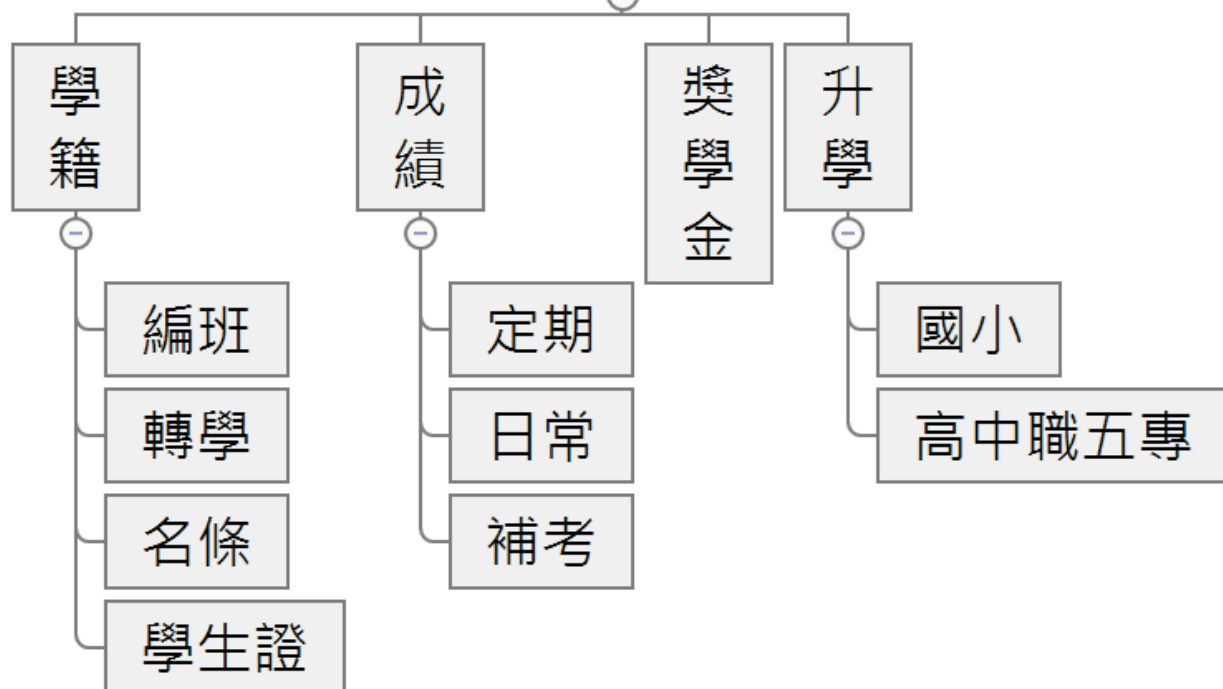 學籍
編班
轉學
名條
學生證
成績
定期
日常
補考
獎學金
升學
國小
高中職五專